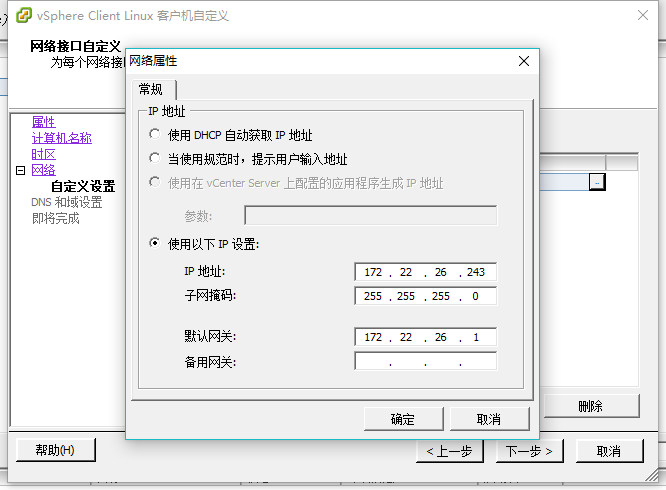 vSphere Client Linux 客户机自定义
网络接口自定义
为每个网络接
网络属性
常规
属性
计算机名称
时区
网络
自定义设置
DNS 和域设置
即将完成
IP 地址
使用 DHCP 自动获取 IP 地址
当使用规范时，提示用户输入地址
使用在 vCenter Server 上配置的应用程序生成 IP 地址
参数:
使用以下 IP 设置:
IP 地址: 172 . 22 . 26 . 243
子网掩码: 255 . 255 . 255 . 0
默认网关: 172 . 22 . 26 . 1
备用网关: . . .
确定 取消
..
删除
帮助(H) < 上一步 下一步 > 取消